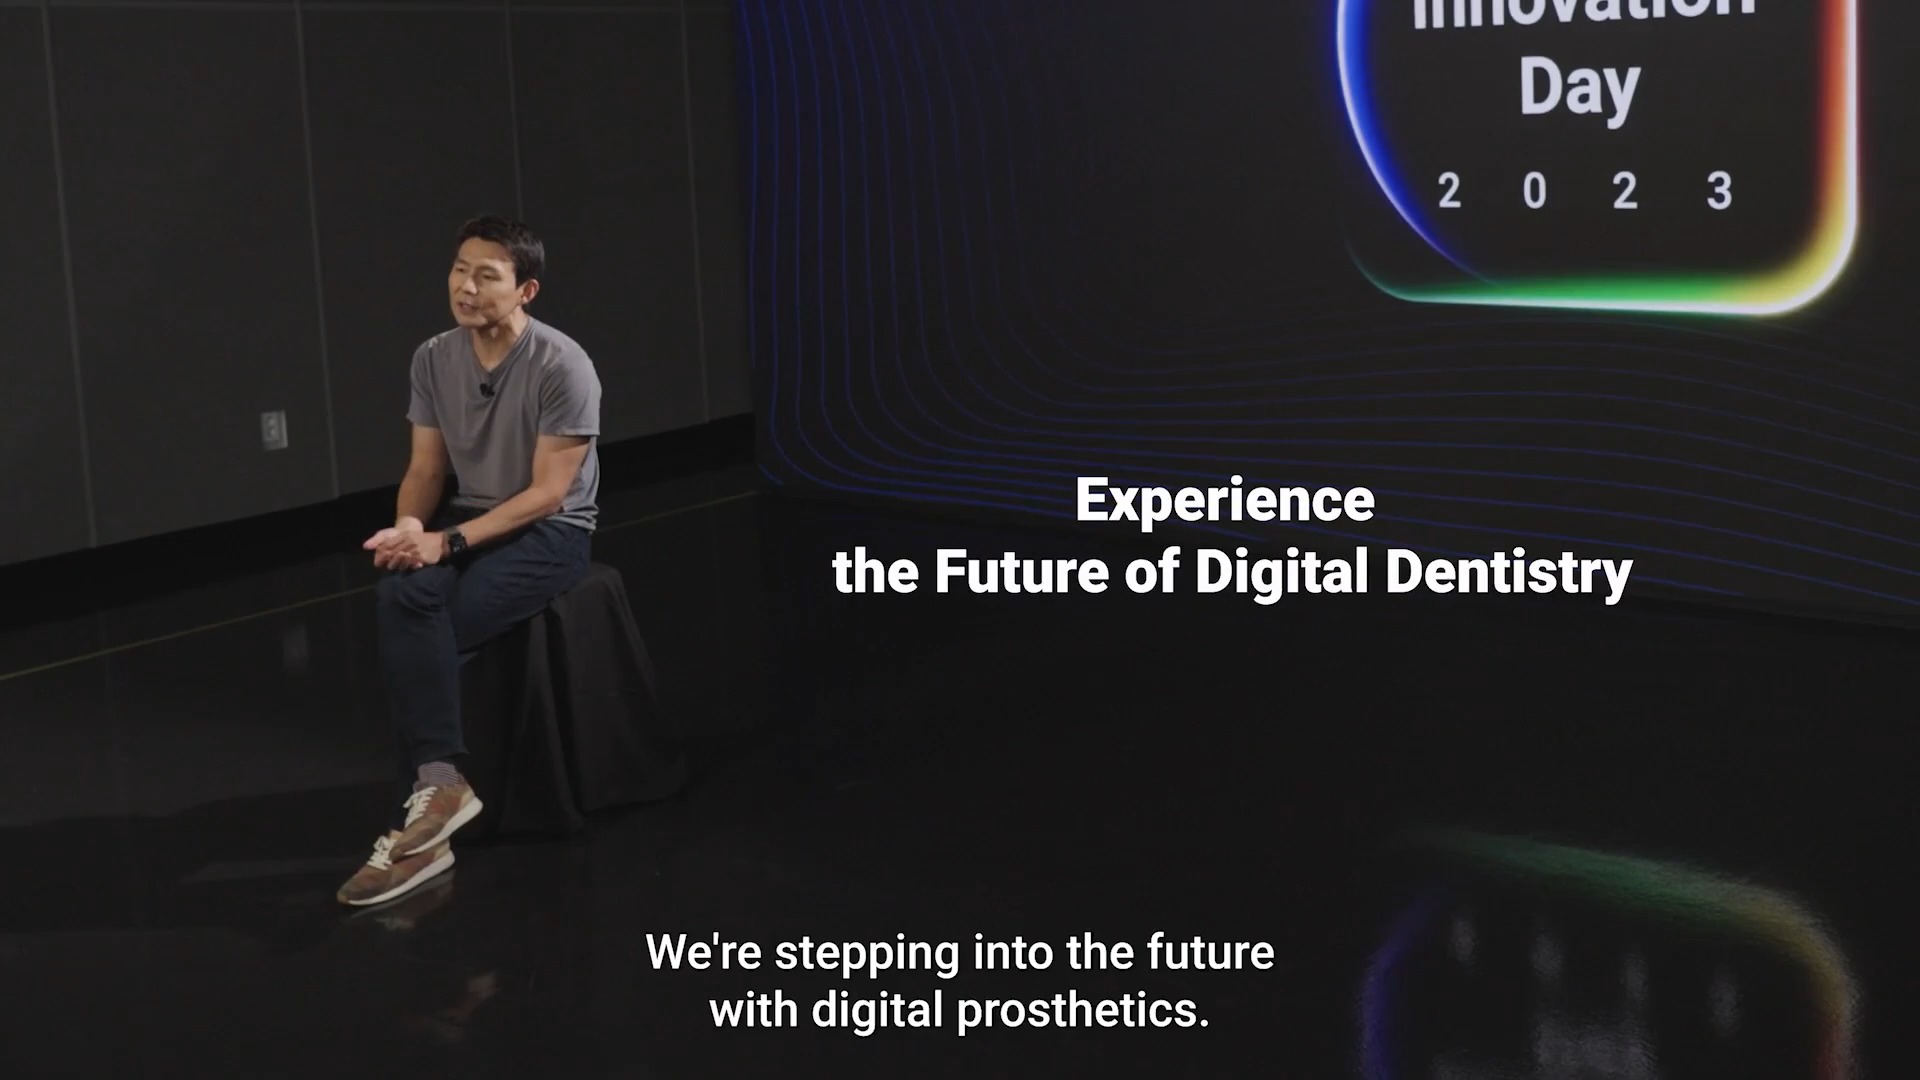 Innovation
Day
2 0 2 3
Experience
the Future of Digital Dentistry
We're stepping into the future
with digital prosthetics.